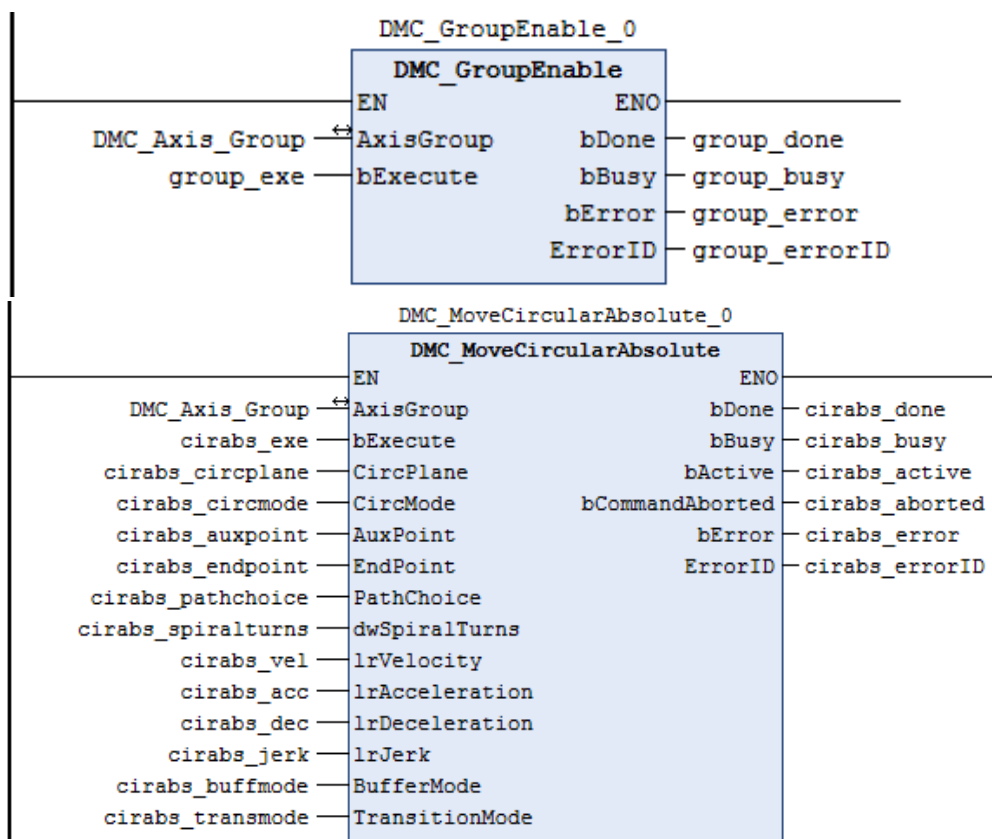 DMC_GroupEnable_0
DMC_GroupEnable
EN ENO
DMC_Axis_Group AxisGroup bDone group_done
group_exe bExecute bBusy group_busy
bError group_error
ErrorID group_errorID
DMC_MoveCircularAbsolute_0
DMC_MoveCircularAbsolute
EN ENO
DMC_Axis_Group AxisGroup bDone cirabs_done
cirabs_exe bExecute bBusy cirabs_busy
cirabs_circplane CircPlane bActive cirabs_active
cirabs_circmode CircMode bCommandAborted cirabs_aborted
cirabs_auxpoint AuxPoint bError cirabs_error
cirabs_endpoint EndPoint ErrorID cirabs_errorID
cirabs_pathchoice PathChoice
cirabs_spiralturns dwSpiralTurns
cirabs_vel lrVelocity
cirabs_acc lrAcceleration
cirabs_dec lrDeceleration
cirabs_jerk lrJerk
cirabs_buffmode BufferMode
cirabs_transmode TransitionMode